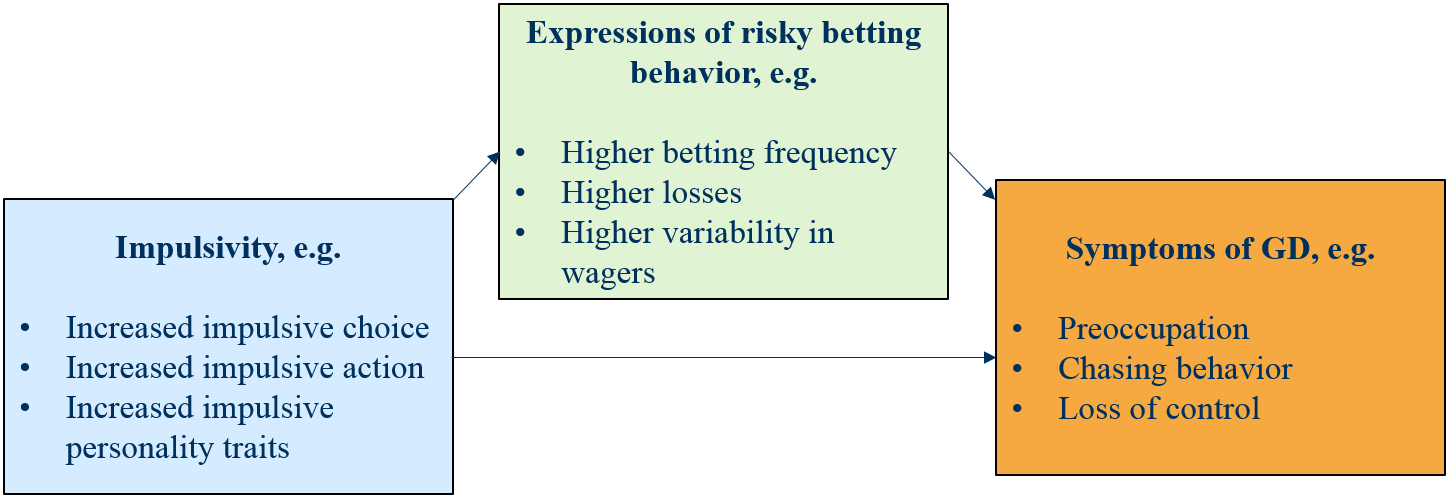 Expressions of risky betting
behavior, e.g.
• Higher betting frequency
• Higher losses
• Higher variability in
wagers
Impulsivity, e.g.
• Increased impulsive choice
• Increased impulsive action
• Increased impulsive
personality traits
Symptoms of GD, e.g.
• Preoccupation
• Chasing behavior
• Loss of control